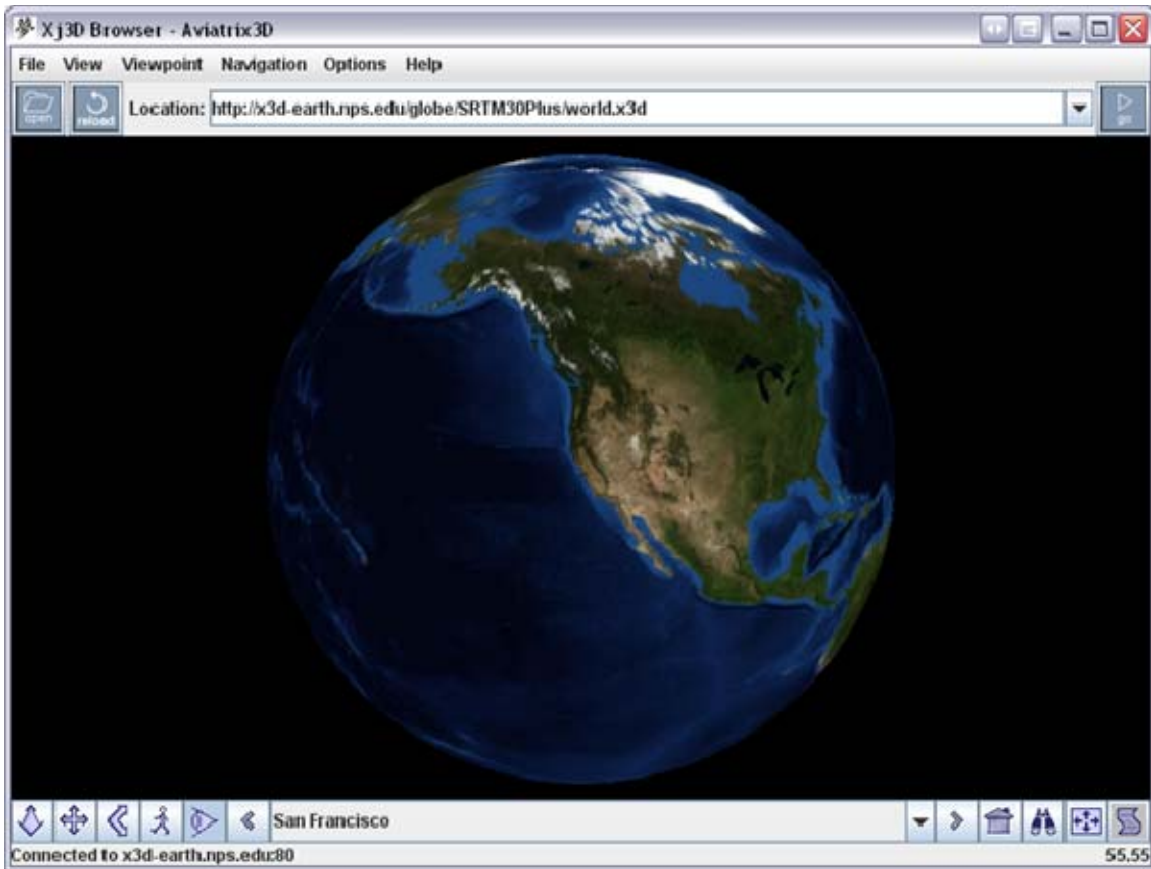 Xj3D Browser - Aviatrix3D
File View Viewpoint Navigation Options Help
open reload Location: http://x3d-earth.nps.edu/globe/SRTM30Plus/world.x3d go
San Francisco
Connected to x3d-earth.nps.edu:80 55.55